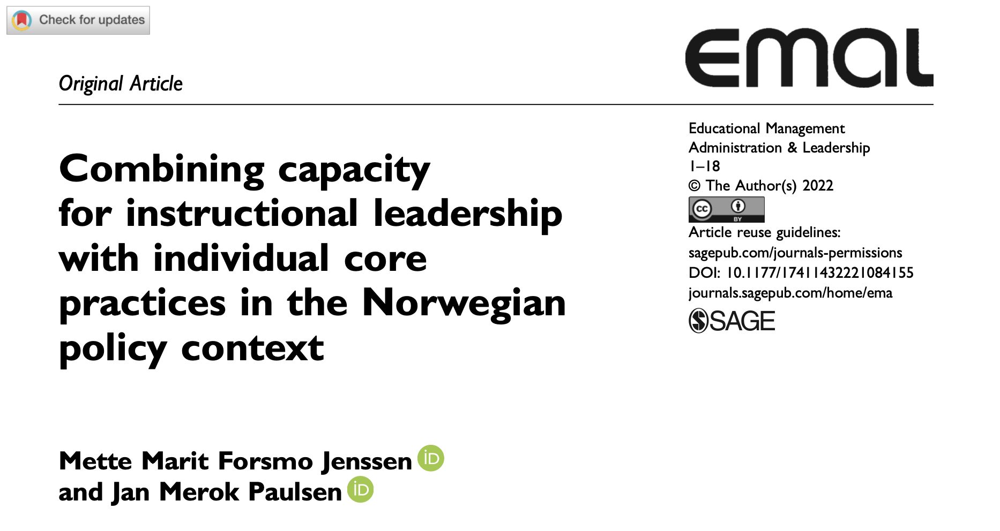 Check for updates
emal
Original Article
Combining capacity
for instructional leadership
with individual core
practices in the Norwegian
policy context
Mette Marit Forsmo Jenssen iD
and Jan Merok Paulsen iD
Educational Management
Administration & Leadership
1–18
© The Author(s) 2022
cc BY
Article reuse guidelines:
sagepub.com/journals-permissions
DOI: 10.1177/17411432221084155
journals.sagepub.com/home/ema
SAGE